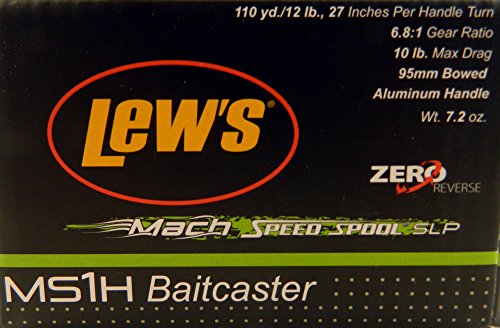 110 yd./12 lb., 27 Inches Per Handle Turn
6.8:1 Gear Ratio
10 lb. Max Drag
95mm Bowed
Aluminum Handle
Wt. 7.2 oz.
Lew's®
ZERO
REVERSE
Mach SPEED SPOOL SLP
MS1H Baitcaster